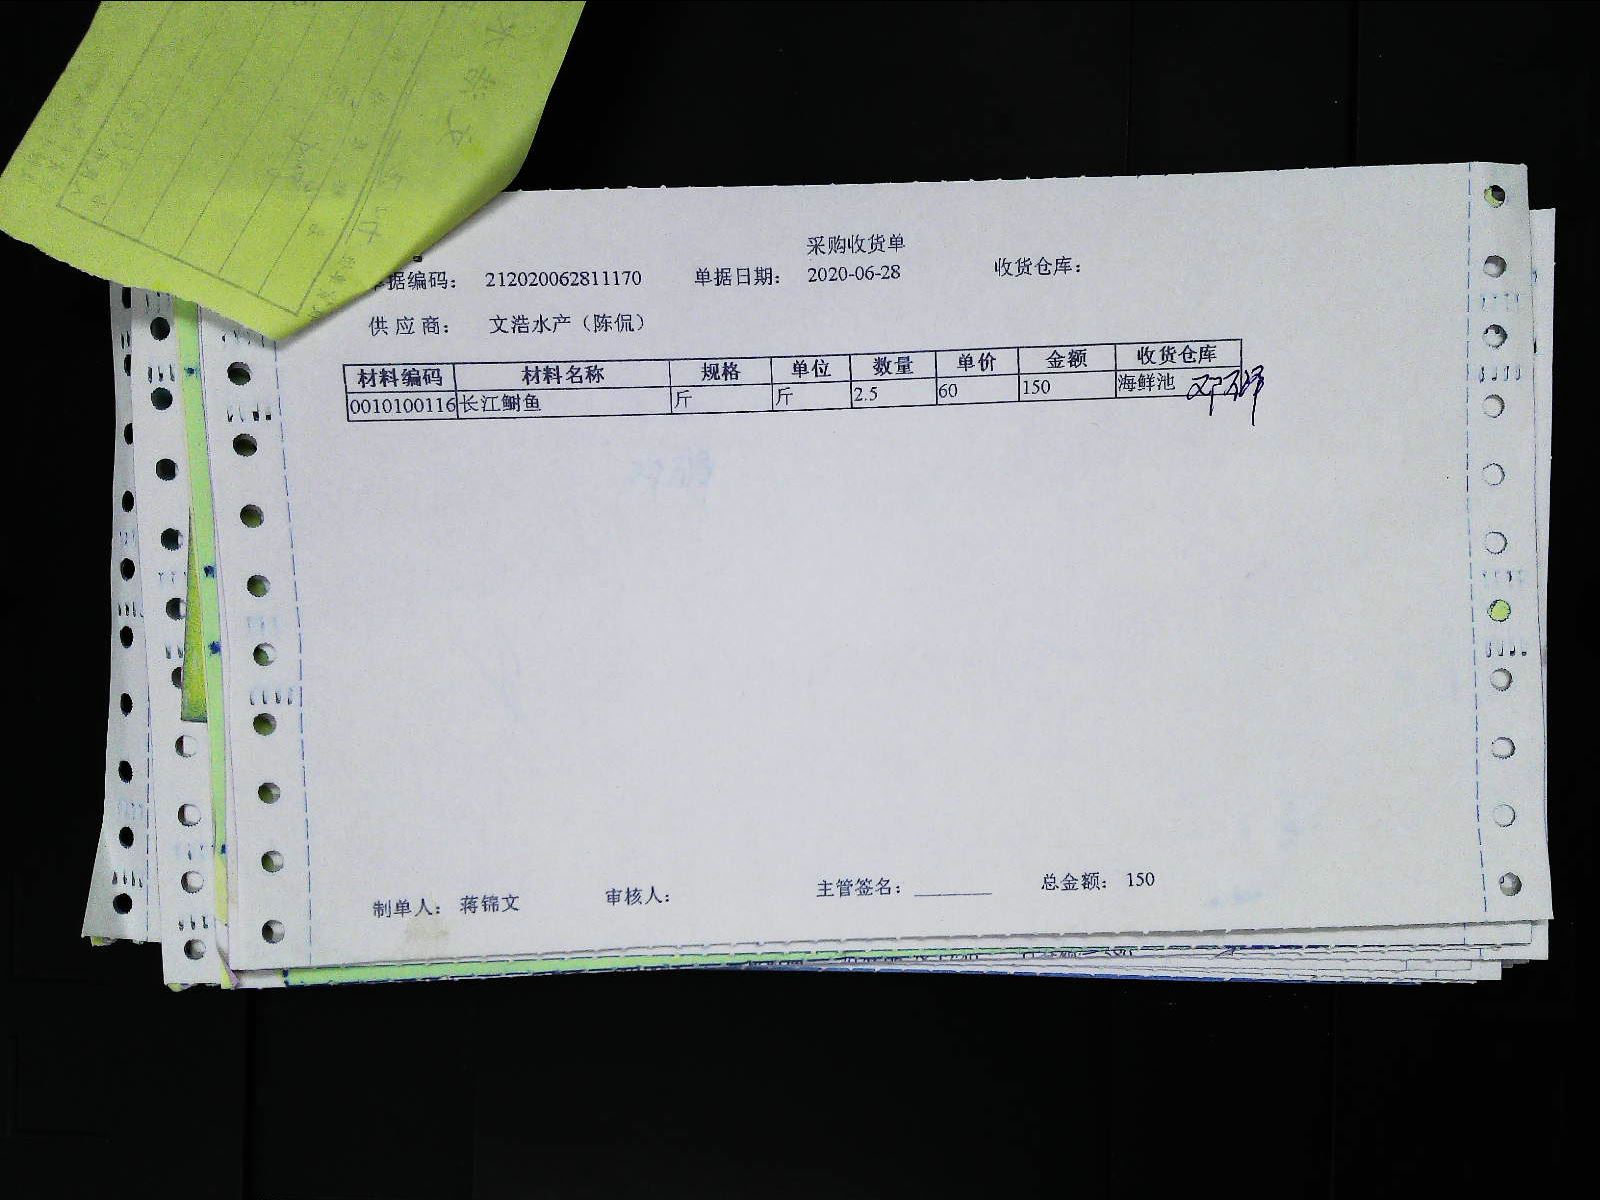 采购收货单
据编码： 212020062811170 单据日期： 2020-06-28 收货仓库：
供应商： 文浩水产（陈侃）
材料编码 材料名称 规格 单位 数量 单价 金额 收货仓库
0010100116 长江鮰鱼 斤 斤 2.5 60 150 海鲜池
制单人： 蒋锦文 审核人： 主管签名： 总金额： 150